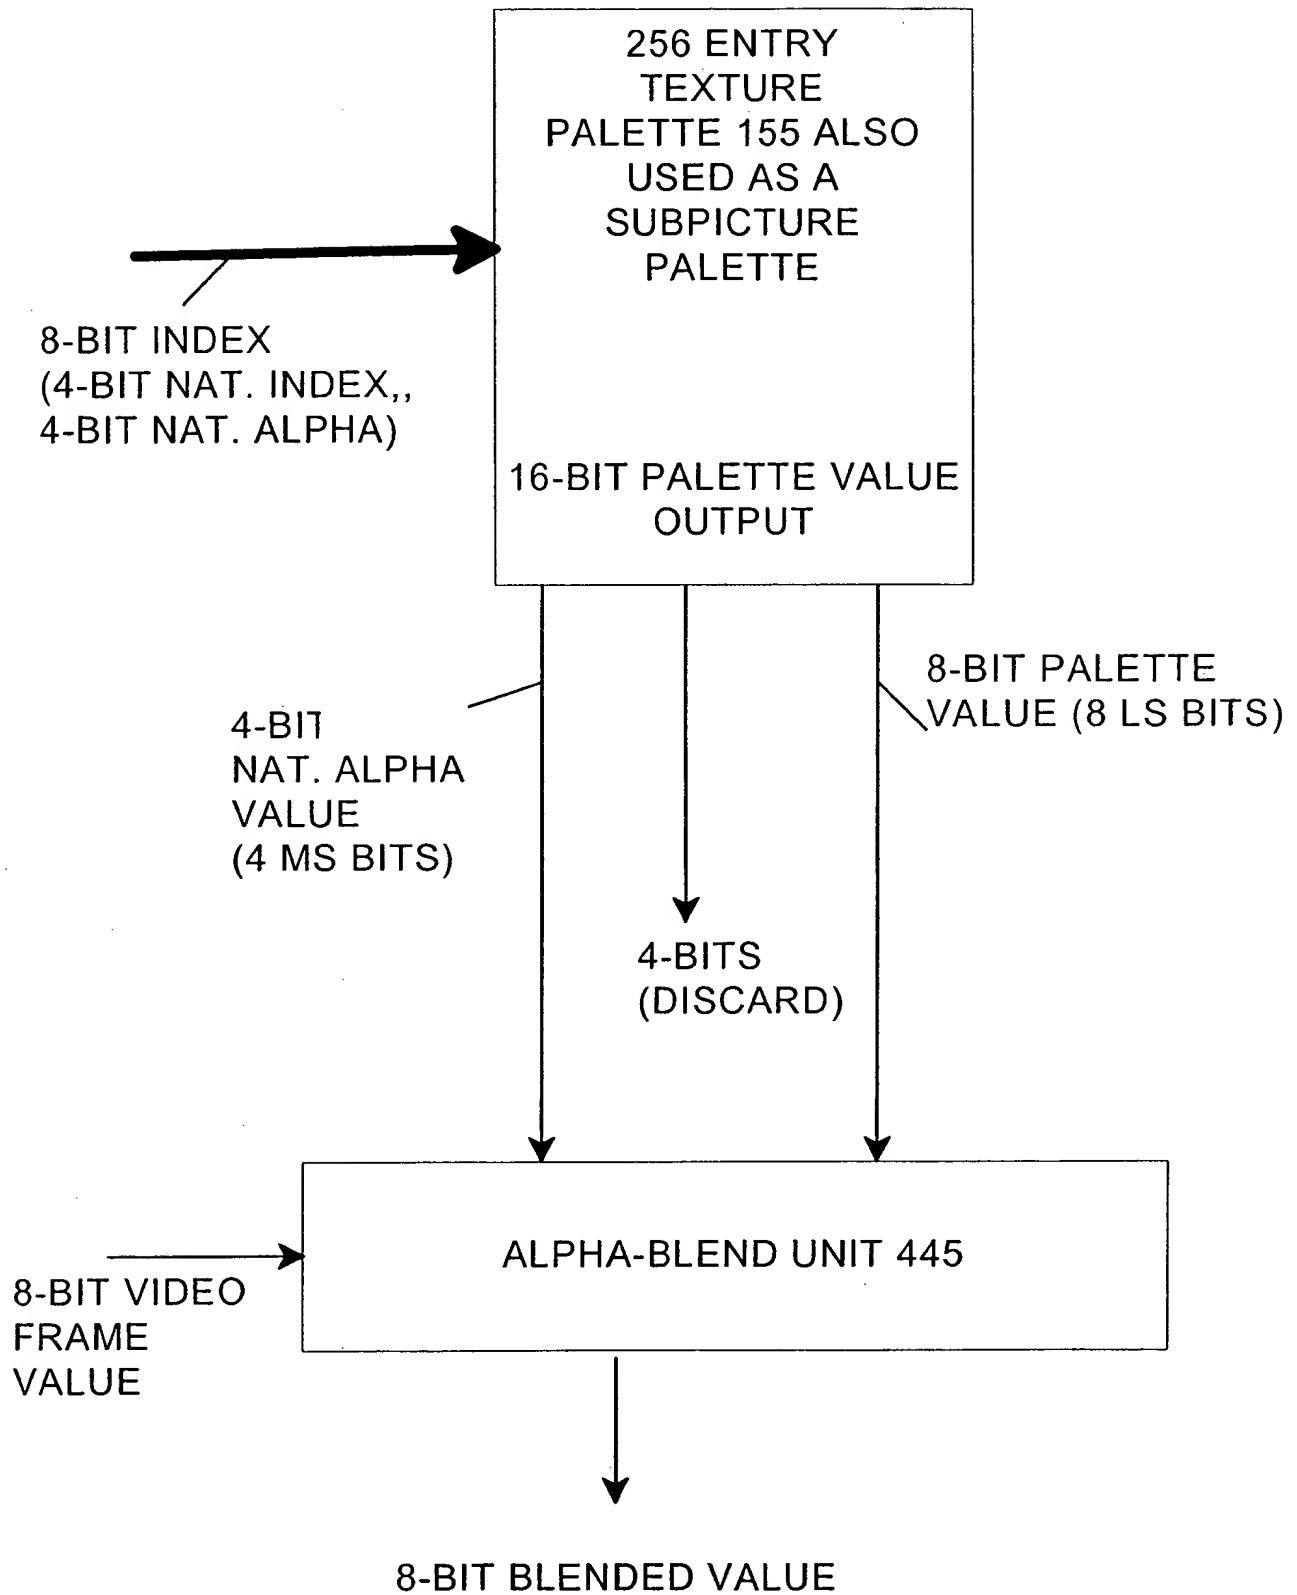 256 ENTRY
TEXTURE
PALETTE 155 ALSO
USED AS A
SUBPICTURE
PALETTE
8-BIT INDEX
(4-BIT NAT. INDEX,,
4-BIT NAT. ALPHA)
16-BIT PALETTE VALUE
OUTPUT
8-BIT PALETTE
VALUE (8 LS BITS)
4-BIT
NAT. ALPHA
VALUE
(4 MS BITS)
4-BITS
(DISCARD)
ALPHA-BLEND UNIT 445
8-BIT VIDEO
FRAME
VALUE
8-BIT BLENDED VALUE